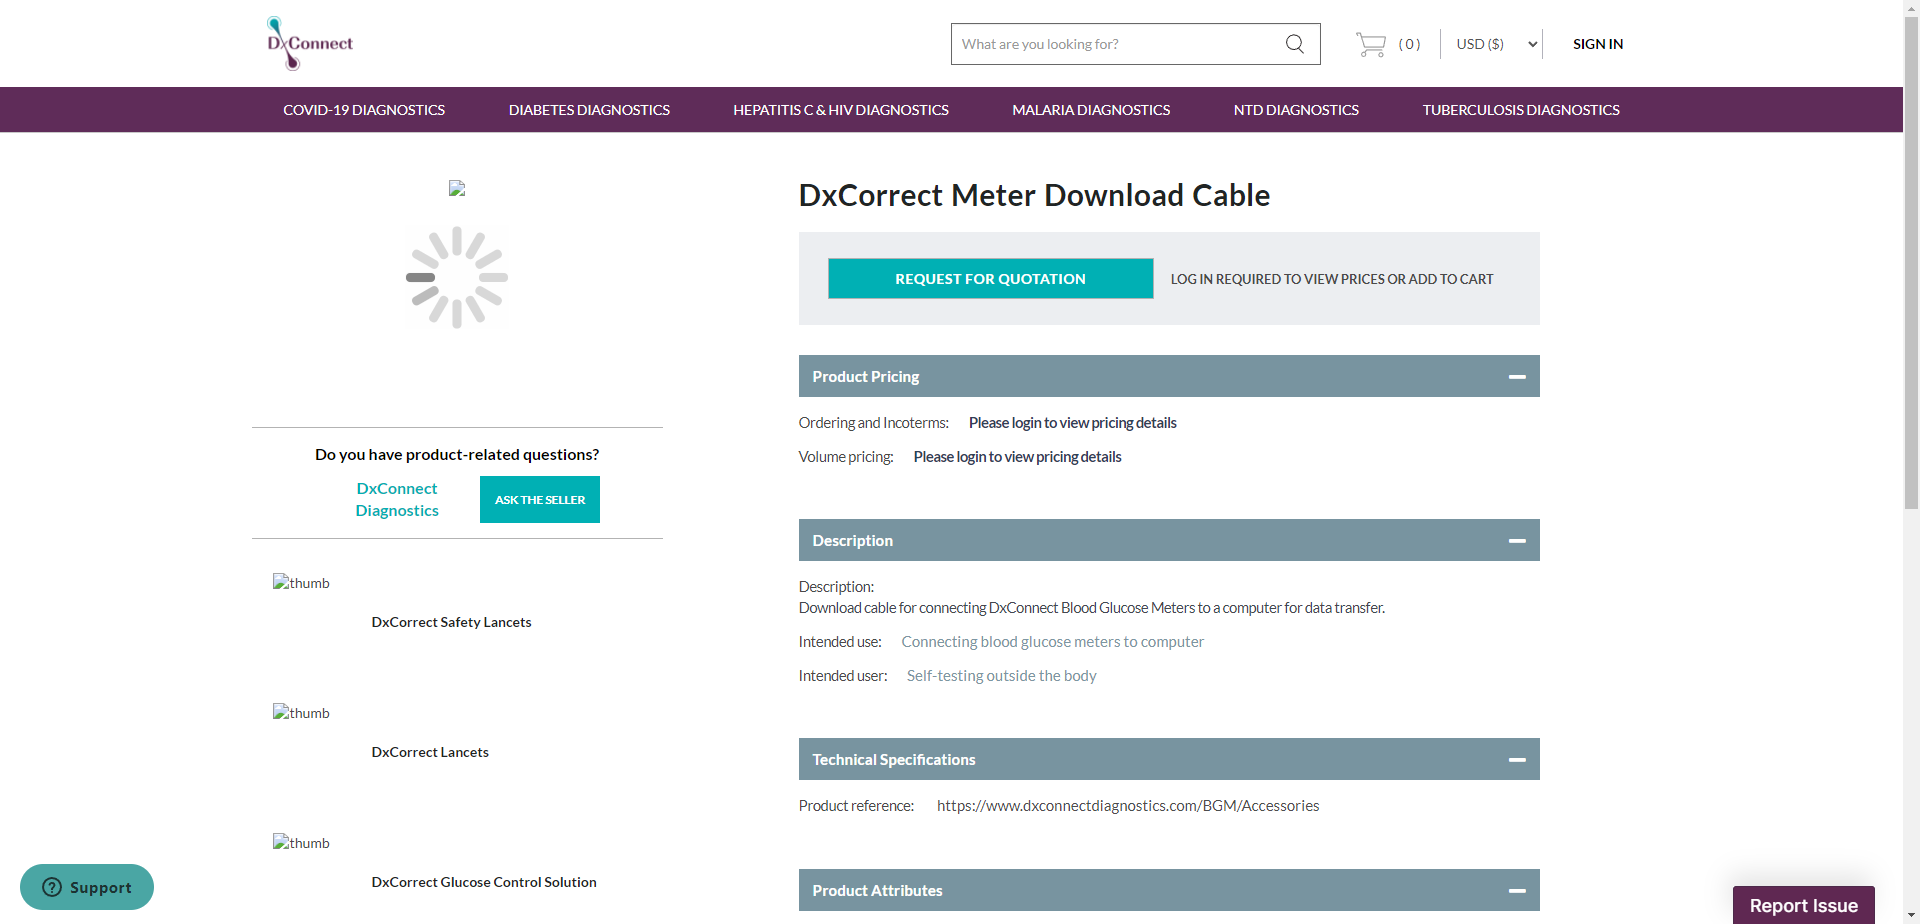 DxConnect
What are you looking for?
( 0 )
USD ($)
SIGN IN
COVID-19 DIAGNOSTICS
DIABETES DIAGNOSTICS
HEPATITIS C & HIV DIAGNOSTICS
MALARIA DIAGNOSTICS
NTD DIAGNOSTICS
TUBERCULOSIS DIAGNOSTICS
Do you have product-related questions?
DxConnect
Diagnostics
ASK THE SELLER
thumb
DxCorrect Safety Lancets
thumb
DxCorrect Lancets
thumb
DxCorrect Glucose Control Solution
DxCorrect Meter Download Cable
REQUEST FOR QUOTATION
LOG IN REQUIRED TO VIEW PRICES OR ADD TO CART
Product Pricing
Ordering and Incoterms: Please login to view pricing details
Volume pricing: Please login to view pricing details
Description
Description:
Download cable for connecting DxConnect Blood Glucose Meters to a computer for data transfer.
Intended use: Connecting blood glucose meters to computer
Intended user: Self-testing outside the body
Technical Specifications
Product reference: https://www.dxconnectdiagnostics.com/BGM/Accessories
Product Attributes
Support
Report Issue